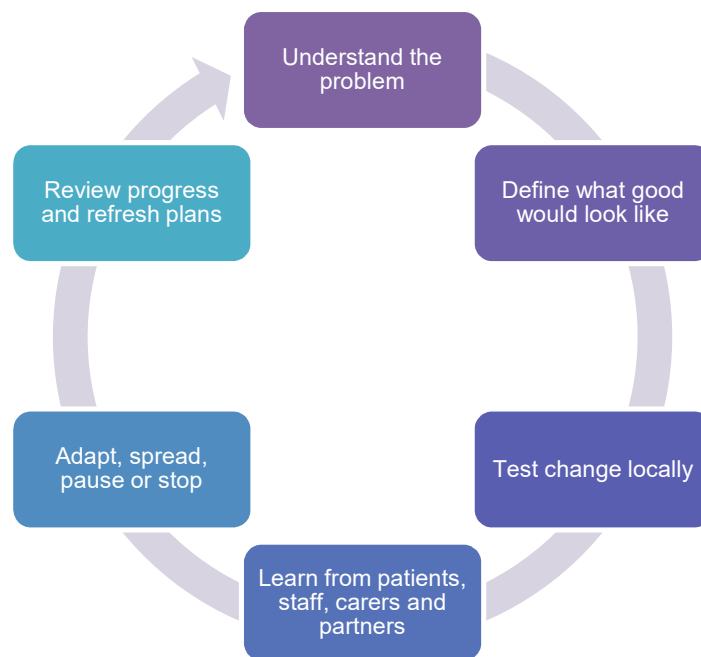 Understand the
problem
Define what good
would look like
Test change locally
Learn from patients,
staff, carers and
partners
Adapt, spread,
pause or stop
Review progress
and refresh plans